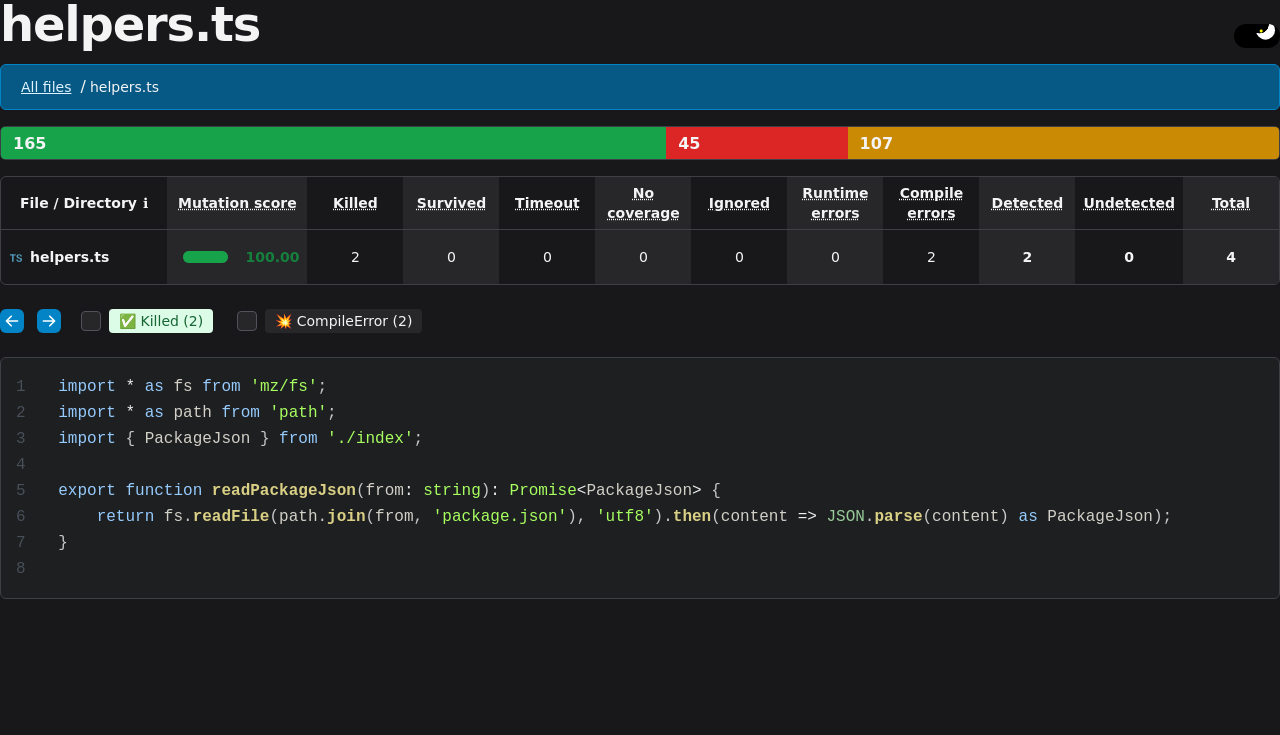 helpers.ts
All files / helpers.ts
165 45 107
File / Directory ℹ Mutation score Killed Survived Timeout No coverage Ignored Runtime errors Compile errors Detected Undetected Total
TS helpers.ts 100.00 2 0 0 0 0 0 2 2 0 4
← → ✅ Killed (2) 💥 CompileError (2)
1 import * as fs from 'mz/fs';
2 import * as path from 'path';
3 import { PackageJson } from './index';
4
5 export function readPackageJson(from: string): Promise<PackageJson> {
6     return fs.readFile(path.join(from, 'package.json'), 'utf8').then(content => JSON.parse(content) as PackageJson);
7 }
8